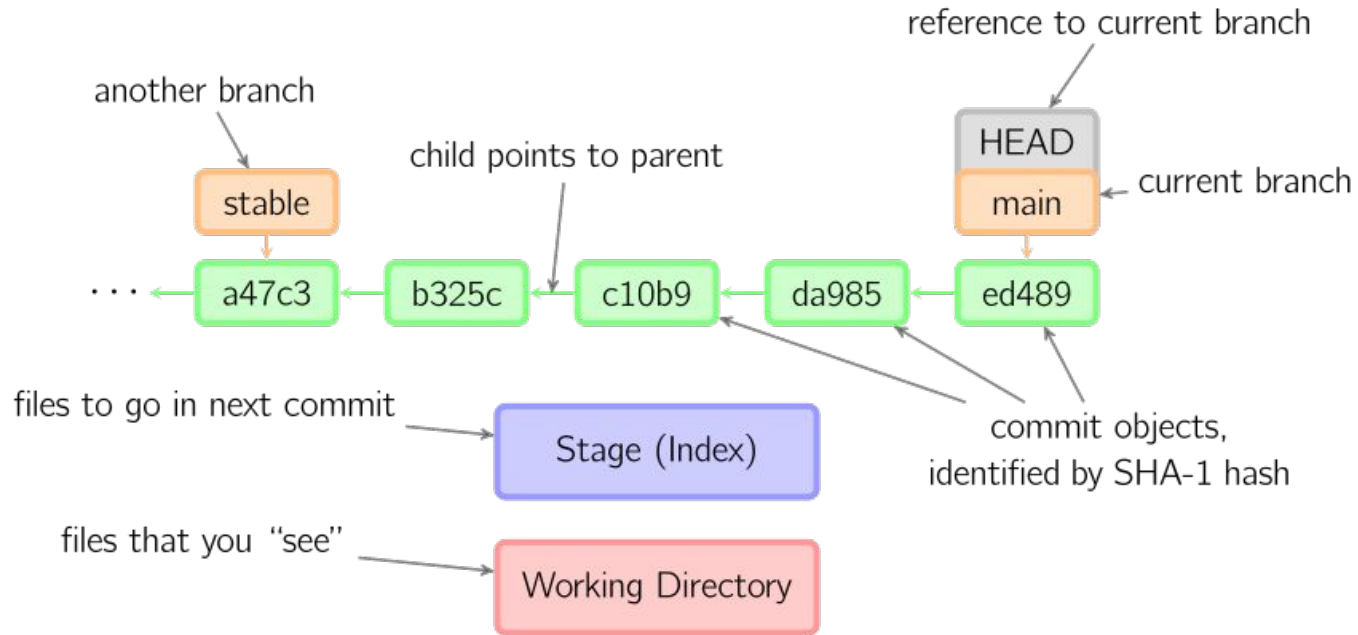 reference to current branch
another branch
HEAD
child points to parent
current branch
stable
main
... a47c3 b325c c10b9 da985 ed489
files to go in next commit
Stage (Index)
commit objects,
identified by SHA-1 hash
files that you “see”
Working Directory